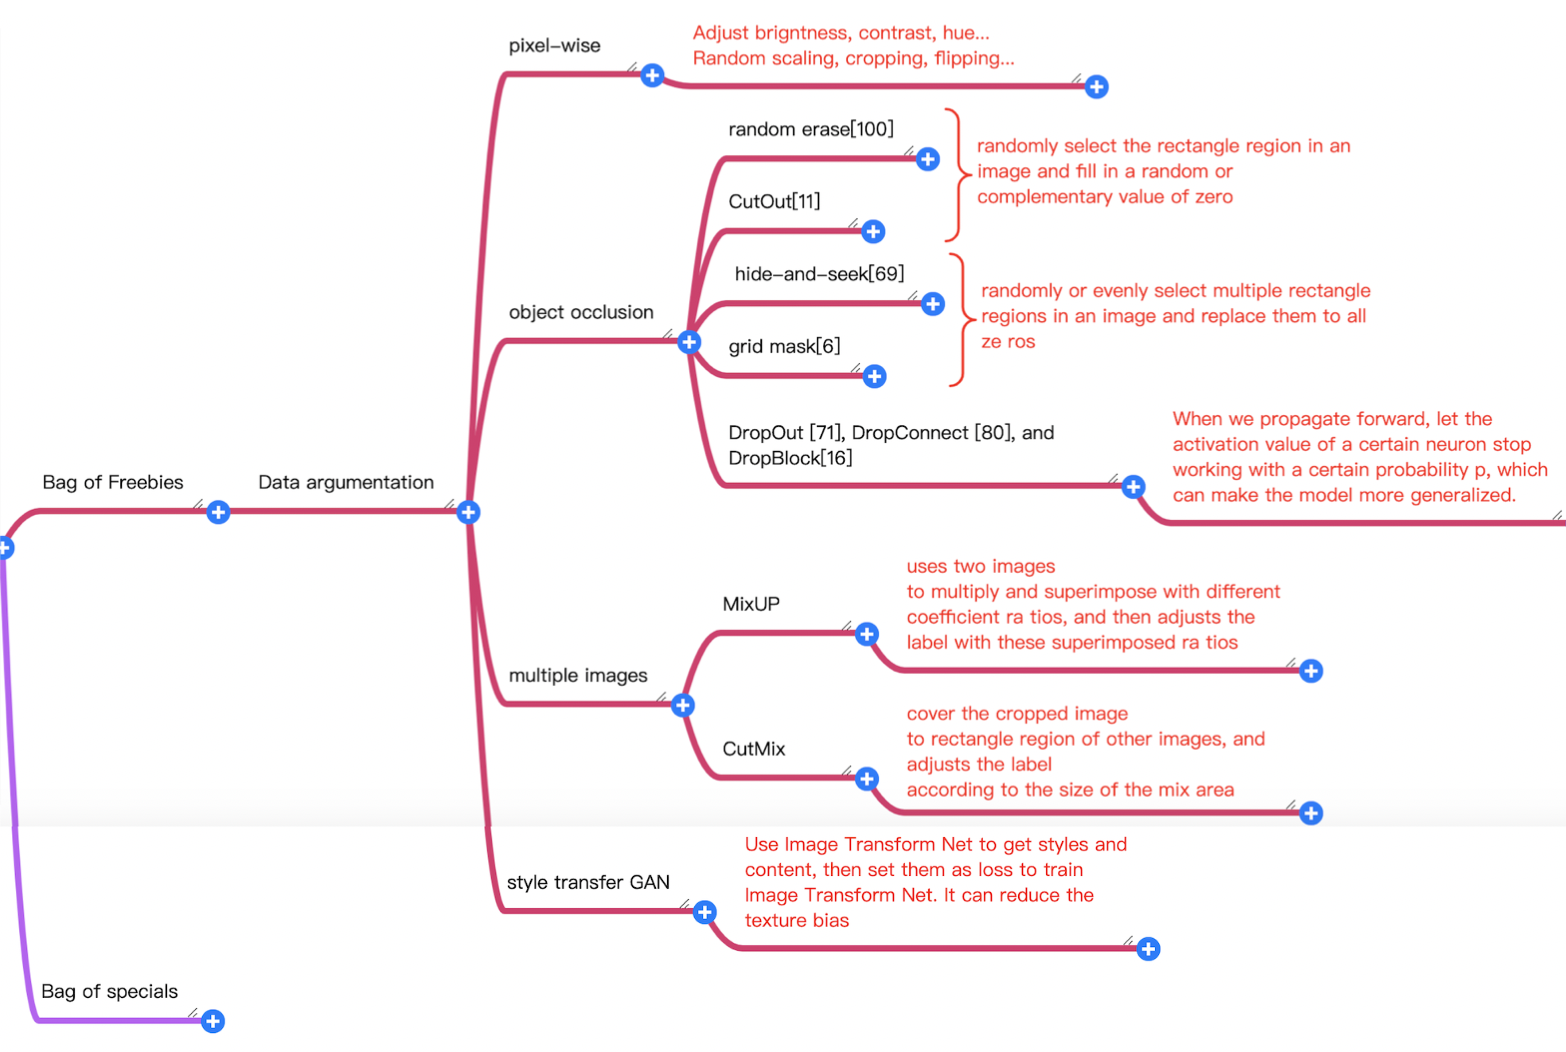 pixel-wise
Adjust brigntness, contrast, hue...
Random scaling, cropping, flipping...
random erase[100]
CutOut[11]
randomly select the rectangle region in an
image and fill in a random or
complementary value of zero
object occlusion
hide-and-seek[69]
grid mask[6]
randomly or evenly select multiple rectangle
regions in an image and replace them to all
ze ros
DropOut [71], DropConnect [80], and
DropBlock[16]
When we propagate forward, let the
activation value of a certain neuron stop
working with a certain probability p, which
can make the model more generalized.
Bag of Freebies
Data argumentation
multiple images
MixUP
uses two images
to multiply and superimpose with different
coefficient ra tios, and then adjusts the
label with these superimposed ra tios
CutMix
cover the cropped image
to rectangle region of other images, and
adjusts the label
according to the size of the mix area
style transfer GAN
Use Image Transform Net to get styles and
content, then set them as loss to train
Image Transform Net. It can reduce the
texture bias
Bag of specials